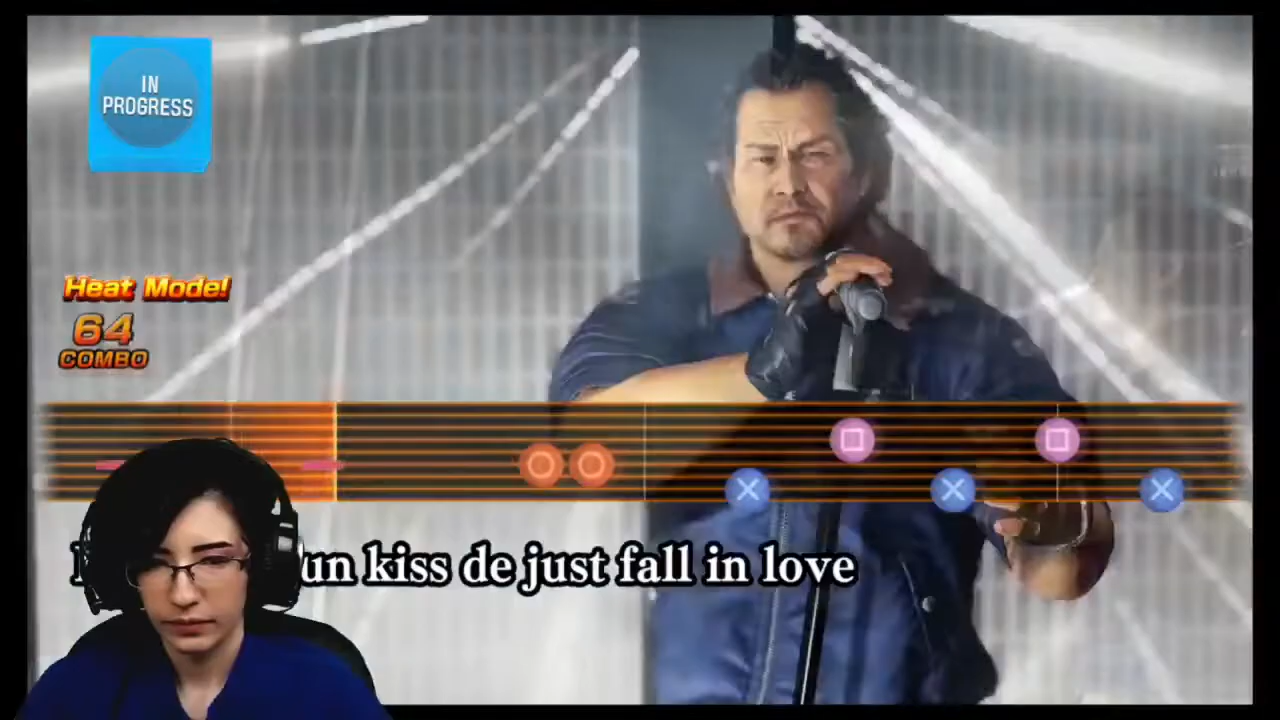 IN
PROGRESS
Heat Mode!
64
COMBO
un kiss de just fall in love